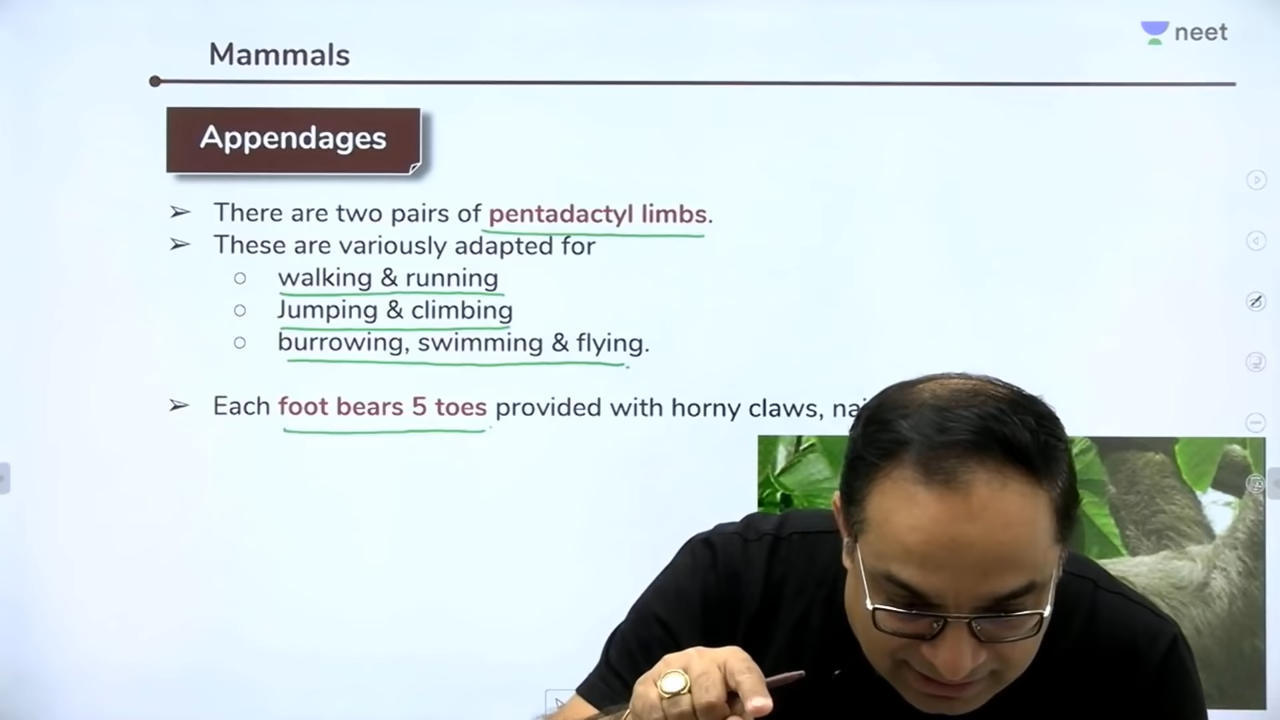 neet
Mammals
Appendages
➢ There are two pairs of pentadactyl limbs.
➢ These are variously adapted for
○ walking & running
○ Jumping & climbing
○ burrowing, swimming & flying.
➢ Each foot bears 5 toes provided with horny claws,